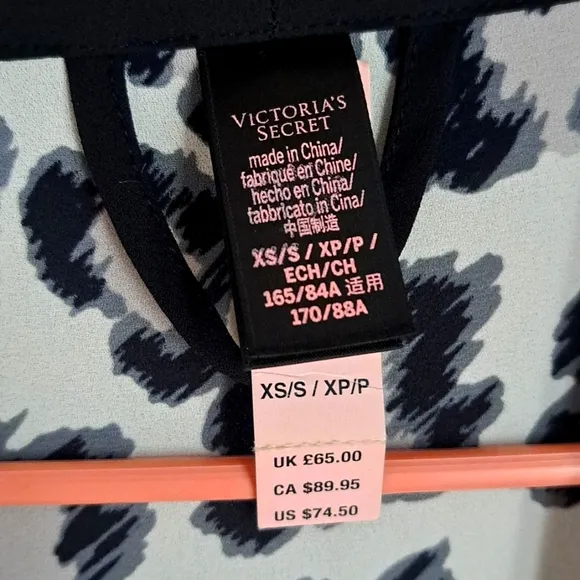 VICTORIA'S
SECRET
made in China/
fabriqué en Chine/
hecho en China/
fabbricato in Cina/
中国制造
XS/S / XP/P /
ECH/CH
165/84A 适用
170/88A
XS/S / XP/P
UK £65.00
CA $89.95
US $74.50